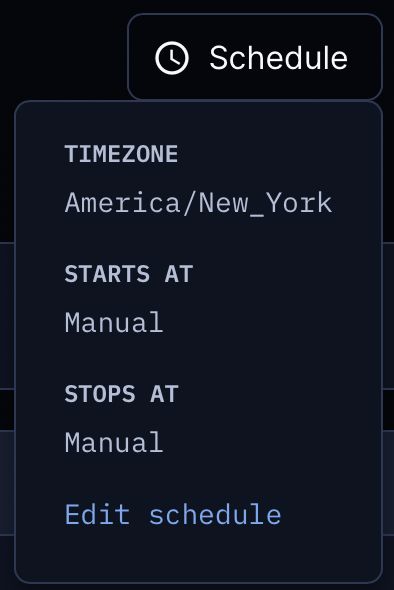 Schedule
TIMEZONE
America/New_York
STARTS AT
Manual
STOPS AT
Manual
Edit schedule